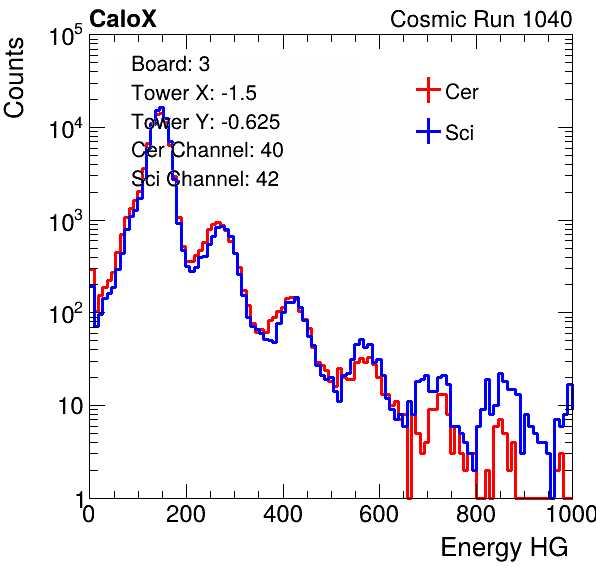 CaloX Cosmic Run 1040
Counts
Board: 3
Tower X: -1.5
Tower Y: -0.625
Cer Channel: 40
Sci Channel: 42
Cer
Sci
10^5
10^4
10^3
10^2
10
1
0 200 400 600 800 1000
Energy HG